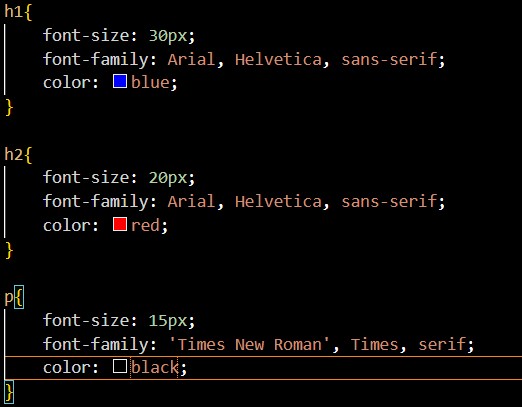 h1{
    font-size: 30px;
    font-family: Arial, Helvetica, sans-serif;
    color: blue;
}
h2{
    font-size: 20px;
    font-family: Arial, Helvetica, sans-serif;
    color: red;
}
p{
    font-size: 15px;
    font-family: 'Times New Roman', Times, serif;
    color: black;
}